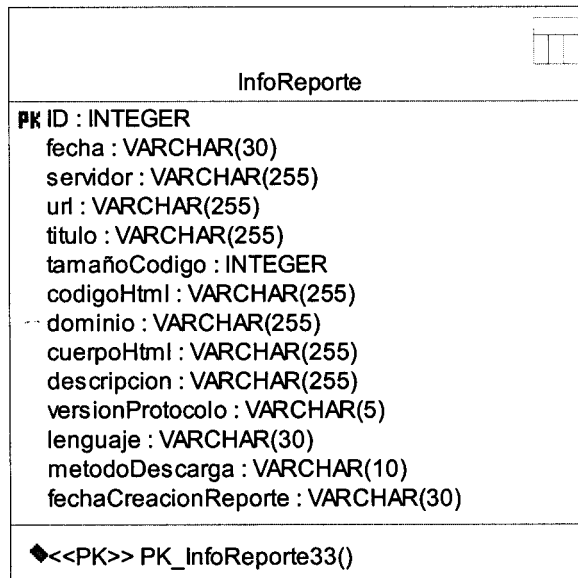 InfoReporte
PK ID : INTEGER
fecha : VARCHAR(30)
servidor : VARCHAR(255)
url : VARCHAR(255)
titulo : VARCHAR(255)
tamañoCodigo : INTEGER
codigoHtml : VARCHAR(255)
dominio : VARCHAR(255)
cuerpoHtml : VARCHAR(255)
descripcion : VARCHAR(255)
versionProtocolo : VARCHAR(5)
lenguaje : VARCHAR(30)
metodoDescarga : VARCHAR(10)
fechaCreacionReporte : VARCHAR(30)
◆<<PK>> PK_InfoReporte33()